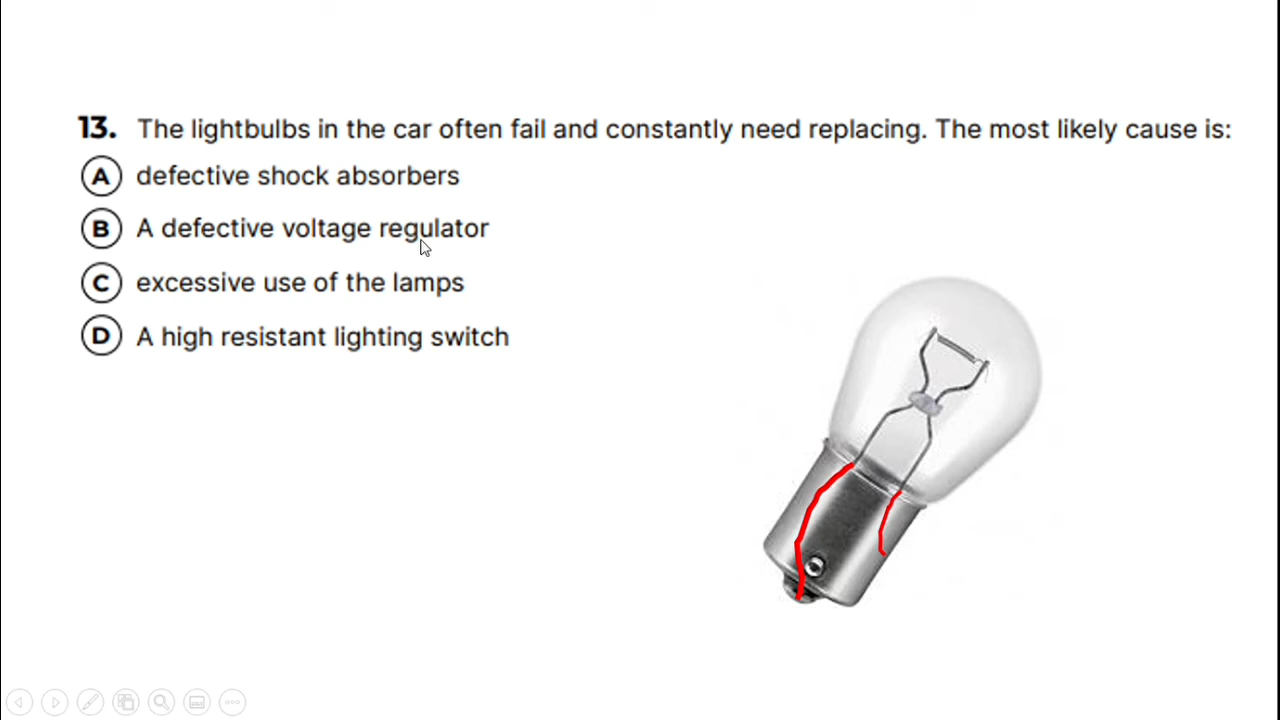 13. The lightbulbs in the car often fail and constantly need replacing. The most likely cause is:
A defective shock absorbers
B A defective voltage regulator
C excessive use of the lamps
D A high resistant lighting switch